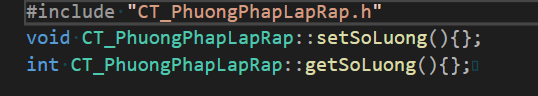 #include "CT_PhuongPhapLapRap.h"
void CT_PhuongPhapLapRap::setSoLuong(){};
int CT_PhuongPhapLapRap::getSoLuong(){};